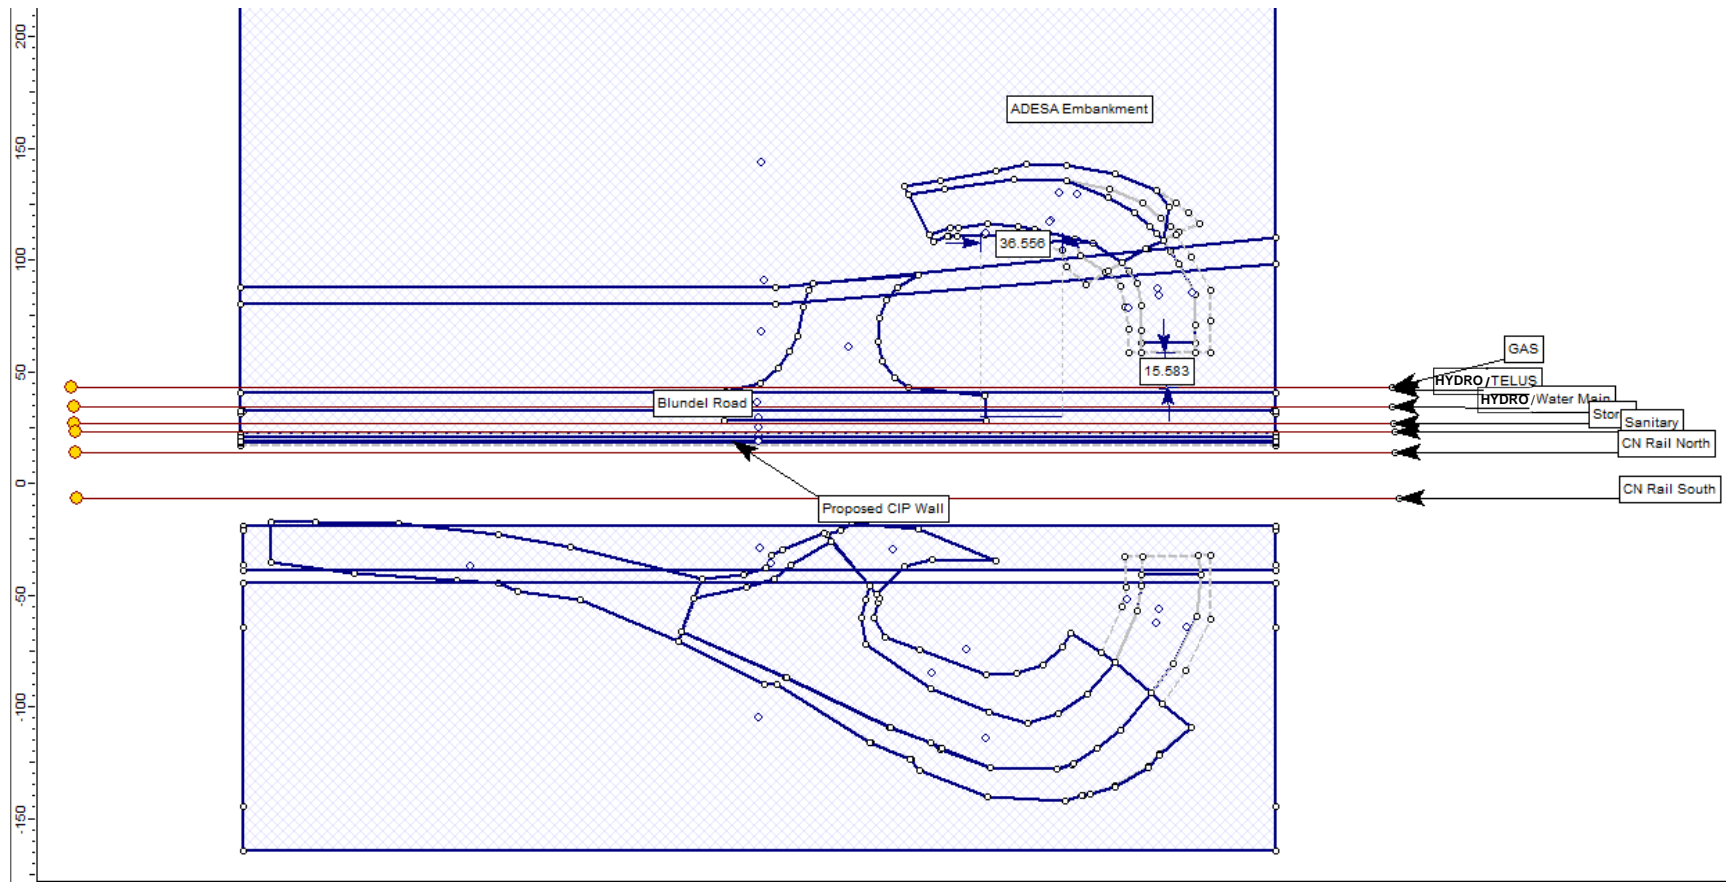 200
ADESA Embankment
150
36.556
100
GAS
50
15.583
HYDRO/TELUS
HYDRO/Water Main
Blundel Road
Sanitary
CN Rail North
0
CN Rail South
Proposed CIP Wall
-50
-100
-150